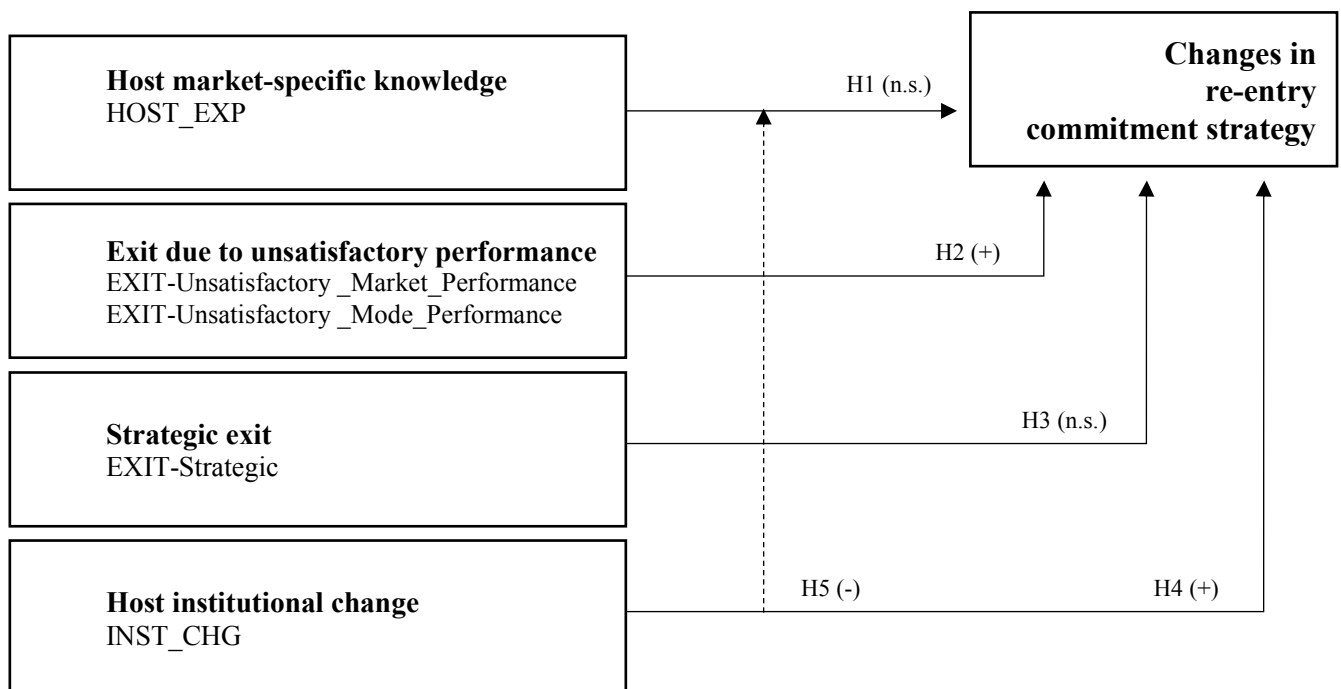 Host market-specific knowledge
HOST_EXP
H1 (n.s.)
Changes in
re-entry
commitment strategy
Exit due to unsatisfactory performance
EXIT-Unsatisfactory _Market_Performance
EXIT-Unsatisfactory _Mode_Performance
H2 (+)
Strategic exit
EXIT-Strategic
H3 (n.s.)
Host institutional change
INST_CHG
H5 (-)
H4 (+)